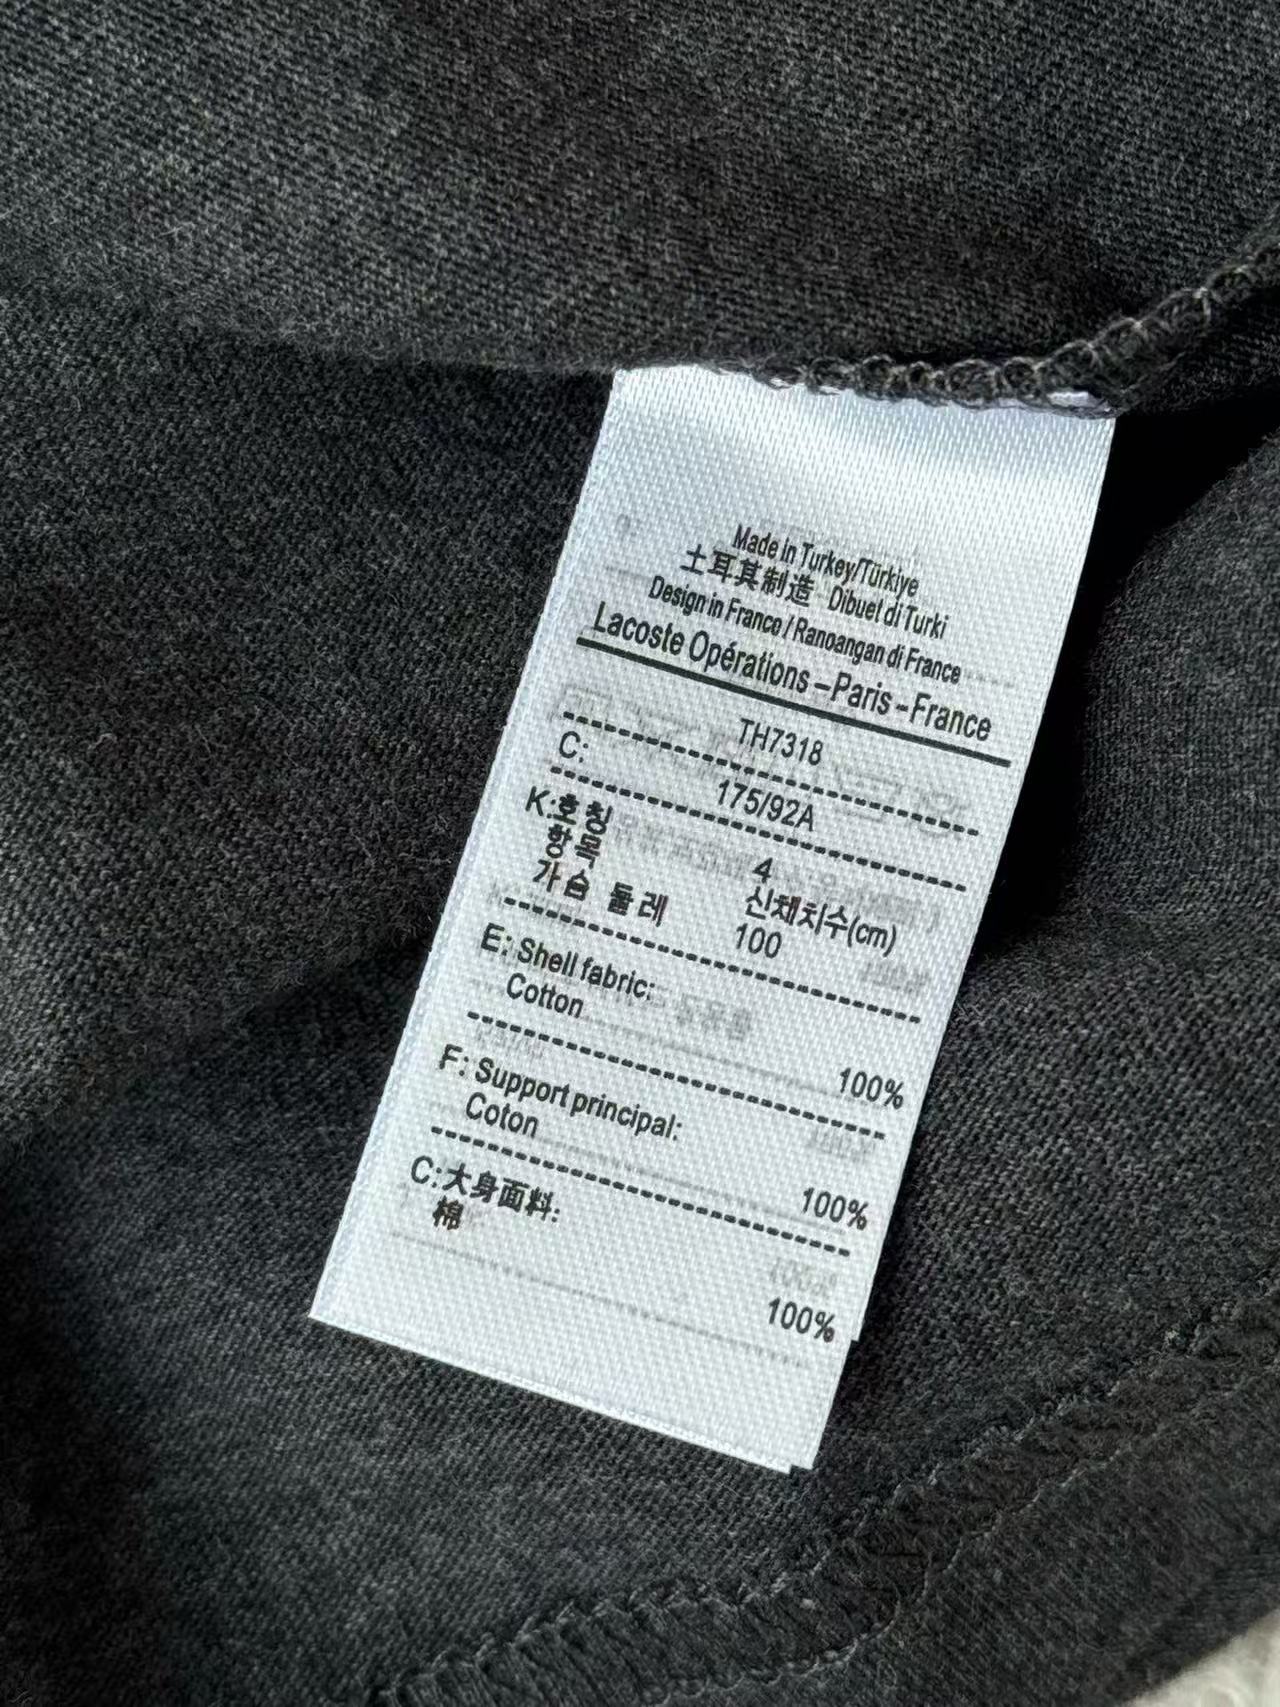 Made in Turkey/Türkiye
土耳其制造 Dibuet di Turki
Design in France / Ranoangan di France
Lacoste Opérations – Paris – France
TH7318
C: 175/92A
K:호칭 4
항목 신채치수(cm)
가슴 둘레 100
E: Shell fabric:
Cotton 100%
F: Support principal:
Coton 100%
C:大身面料:
棉 100%